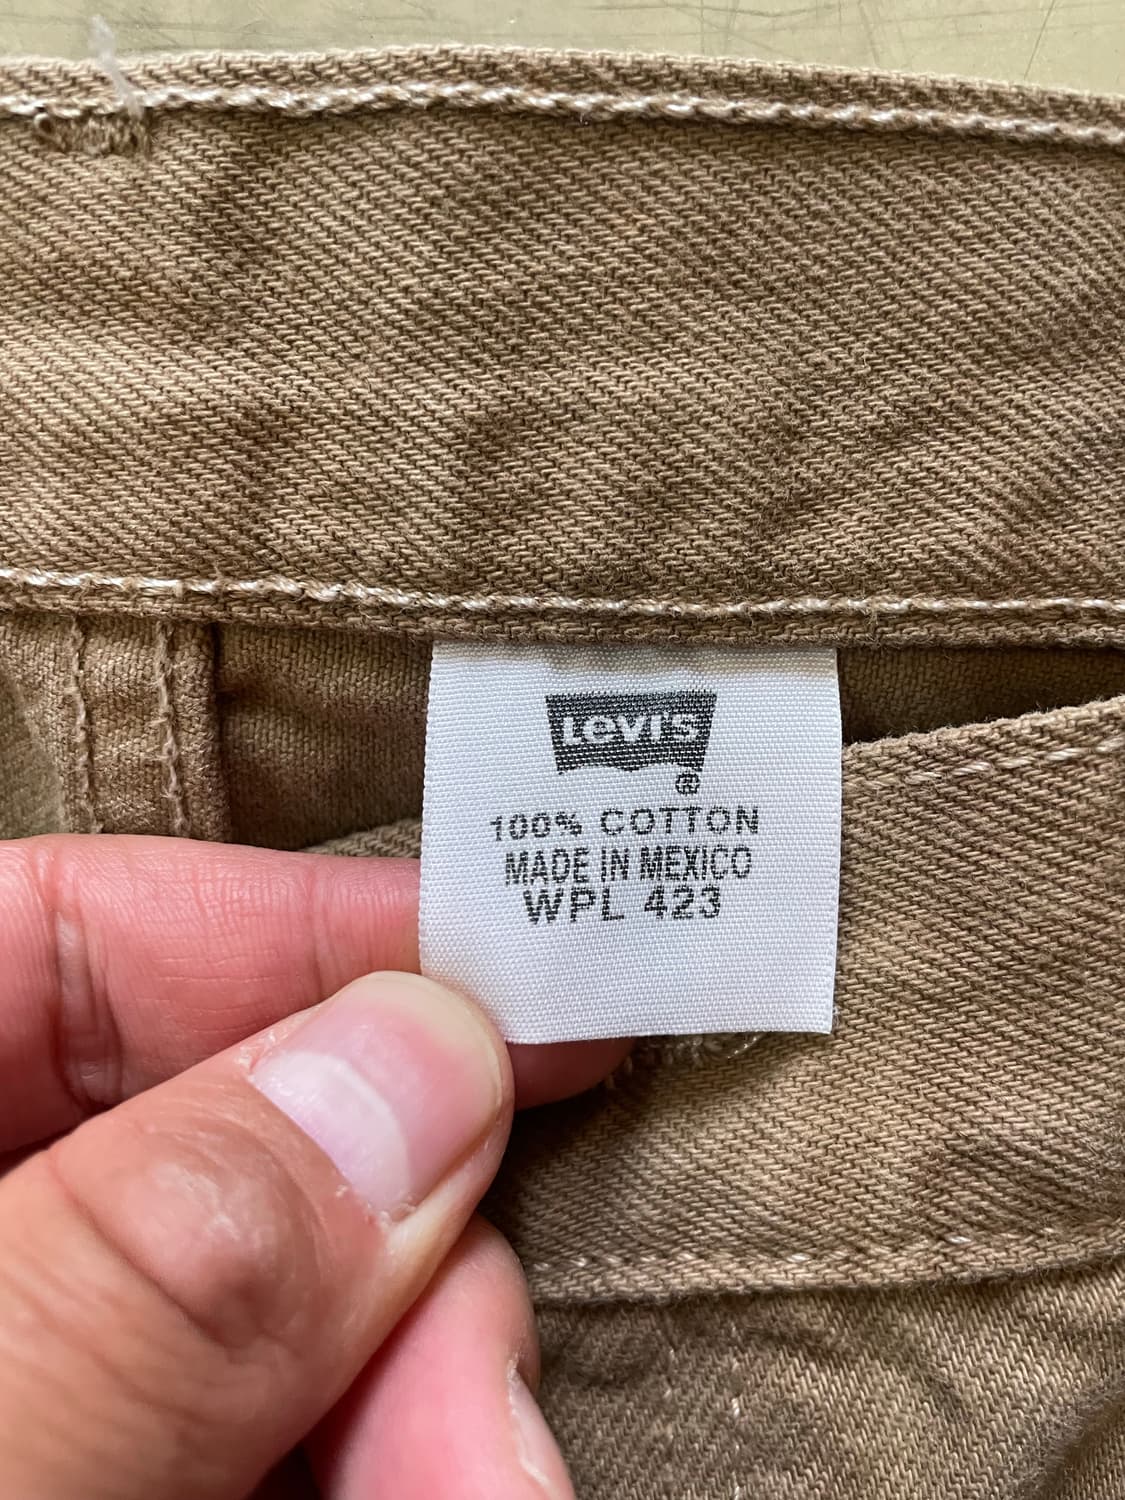 Levi's
®
100% COTTON
MADE IN MEXICO
WPL 423